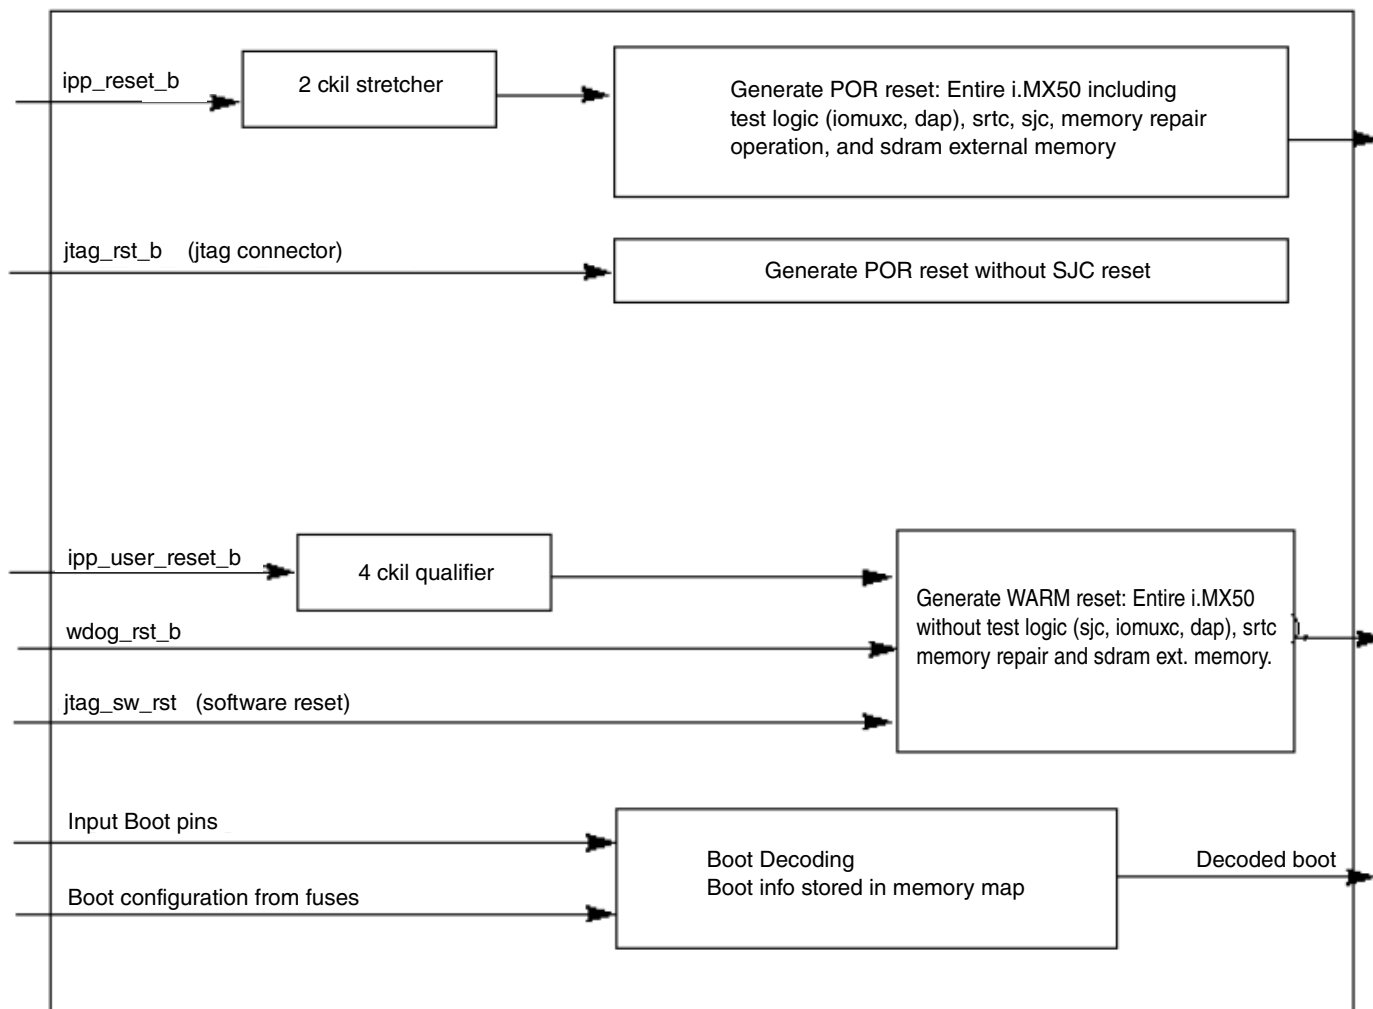 ipp_reset_b
2 ckil stretcher
Generate POR reset: Entire i.MX50 including
test logic (iomuxc, dap), srtc, sjc, memory repair
operation, and sdram external memory
jtag_rst_b (jtag connector)
Generate POR reset without SJC reset
ipp_user_reset_b
4 ckil qualifier
wdog_rst_b
jtag_sw_rst (software reset)
Generate WARM reset: Entire i.MX50
without test logic (sjc, iomuxc, dap), srtc
memory repair and sdram ext. memory.
Input Boot pins
Boot configuration from fuses
Boot Decoding
Boot info stored in memory map
Decoded boot